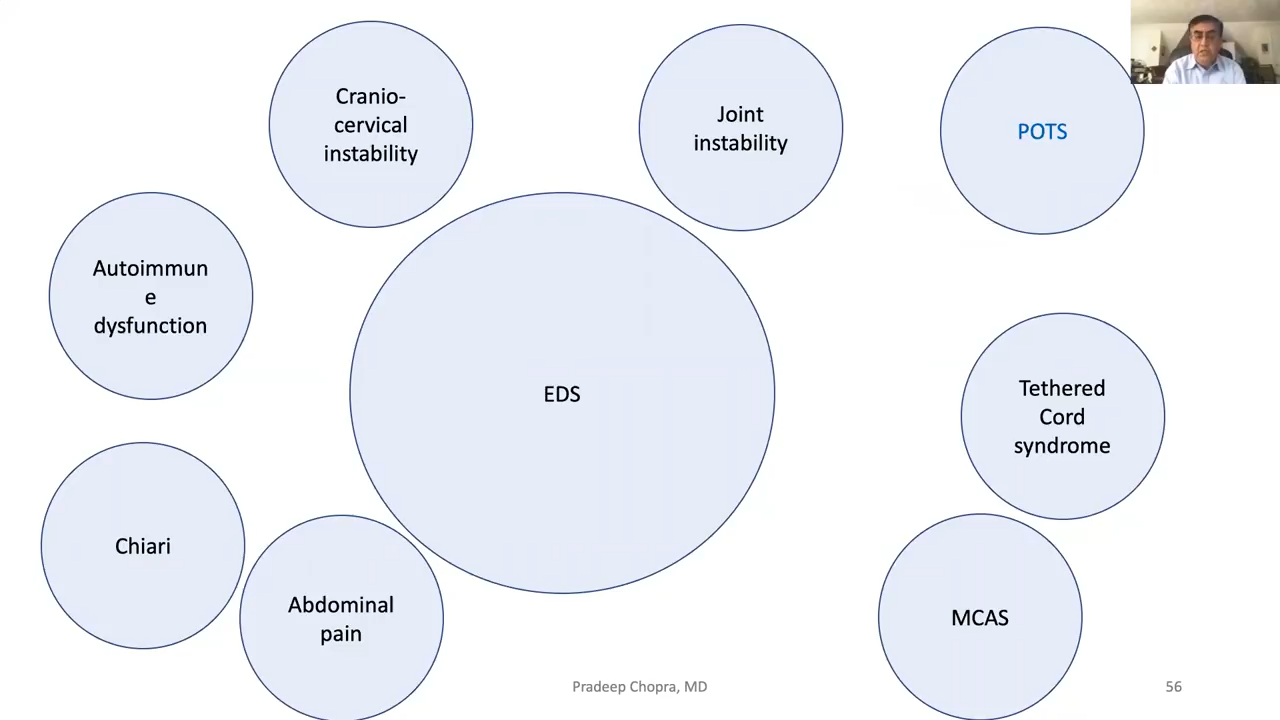 Cranio-
cervical
instability
Joint
instability
POTS
Autoimmun
e
dysfunction
EDS
Tethered
Cord
syndrome
Chiari
Abdominal
pain
MCAS
Pradeep Chopra, MD
56